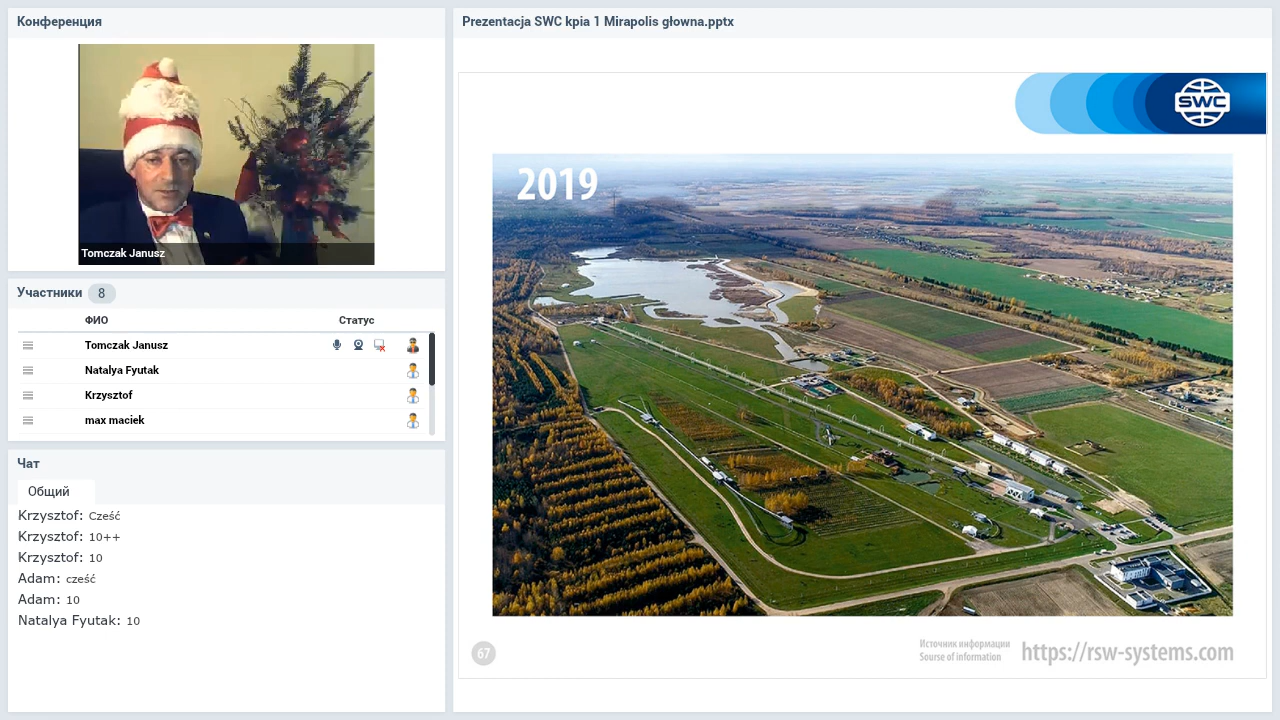 Конференция
Tomczak Janusz
Участники 8
ФИО Статус
Tomczak Janusz
Natalya Fyutak
Krzysztof
max maciek
Чат
Общий
Krzysztof: Cześć
Krzysztof: 10++
Krzysztof: 10
Adam: cześć
Adam: 10
Natalya Fyutak: 10
Prezentacja SWC kpia 1 Mirapolis głowna.pptx
SWC
2019
67
Источник информации
Sourse of information
https://rsw-systems.com